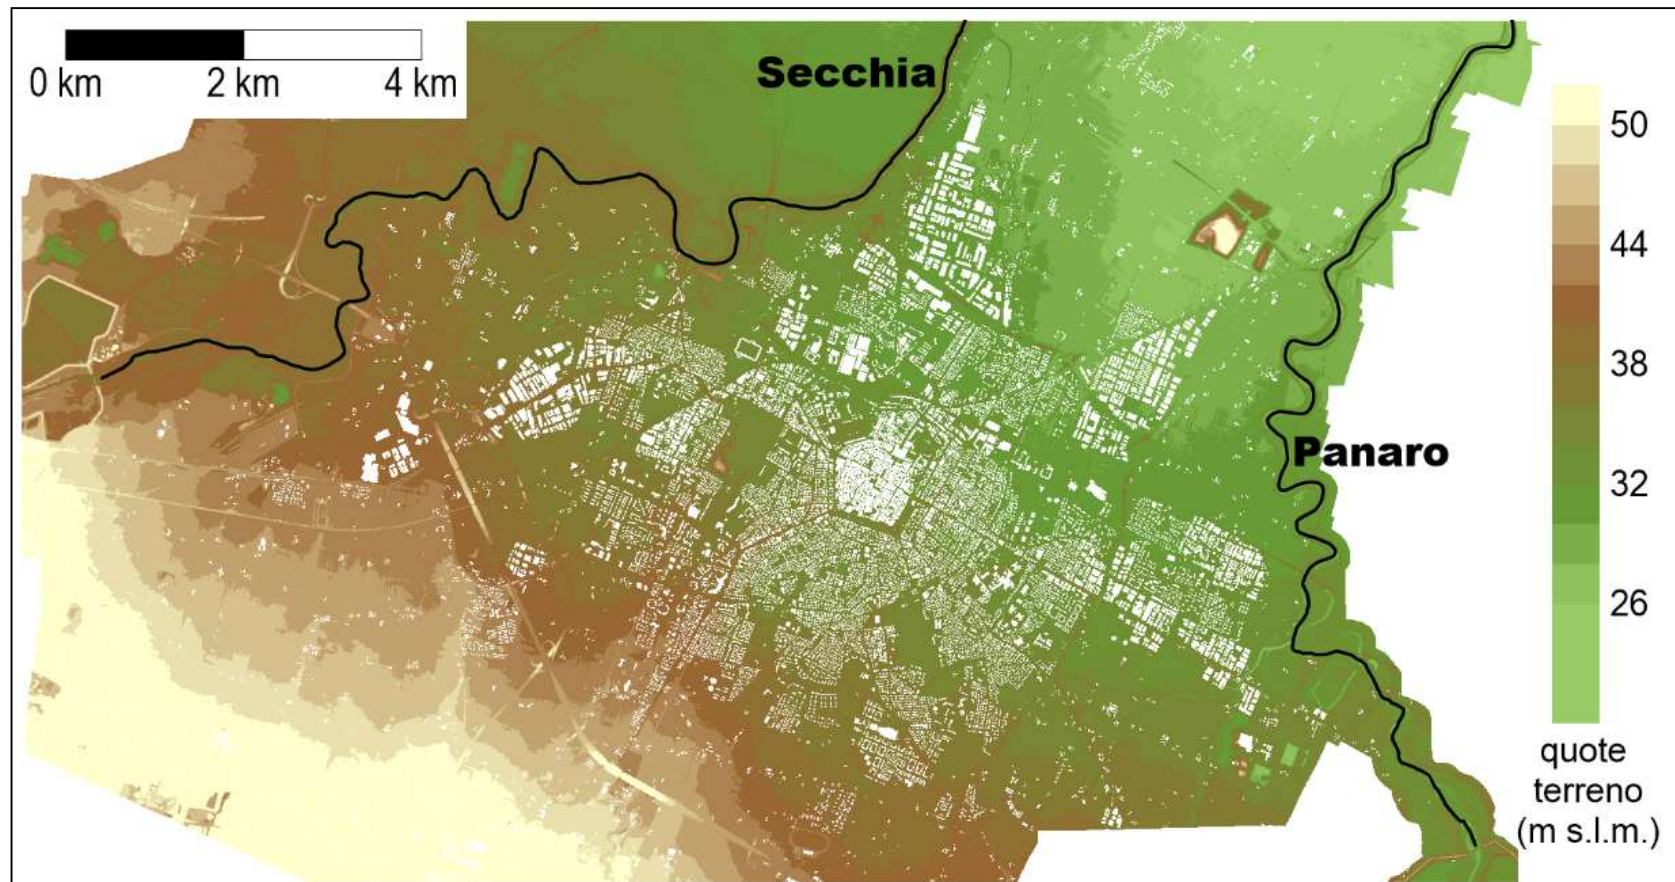 0 km 2 km 4 km
Secchia
Panaro
50
44
38
32
26
quote
terreno
(m s.l.m.)